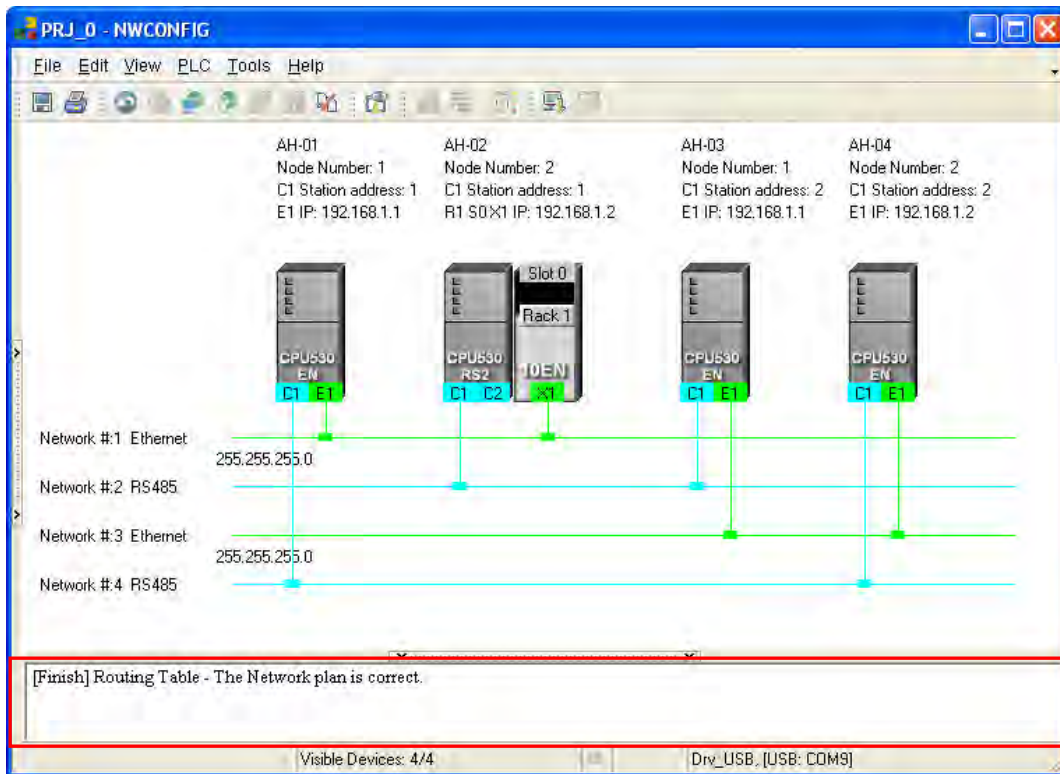 PRJ_0 - NWCONFIG
File Edit View PLC Tools Help
AH-01
Node Number: 1
C1 Station address: 1
E1 IP: 192.168.1.1
AH-02
Node Number: 2
C1 Station address: 1
R1 S0X1 IP: 192.168.1.2
AH-03
Node Number: 1
C1 Station address: 2
E1 IP: 192.168.1.1
AH-04
Node Number: 2
C1 Station address: 2
E1 IP: 192.168.1.2
CPU530
EN
C1 E1
CPU530
RS2
C1 C2
Slot 0
Rack 1
10EN
X1
CPU530
EN
C1 E1
CPU530
EN
C1 E1
Network #:1 Ethernet
255.255.255.0
Network #:2 RS485
Network #:3 Ethernet
255.255.255.0
Network #:4 RS485
[Finish] Routing Table - The Network plan is correct.
Visible Devices: 4/4
Drv_USB, [USB: COM9]